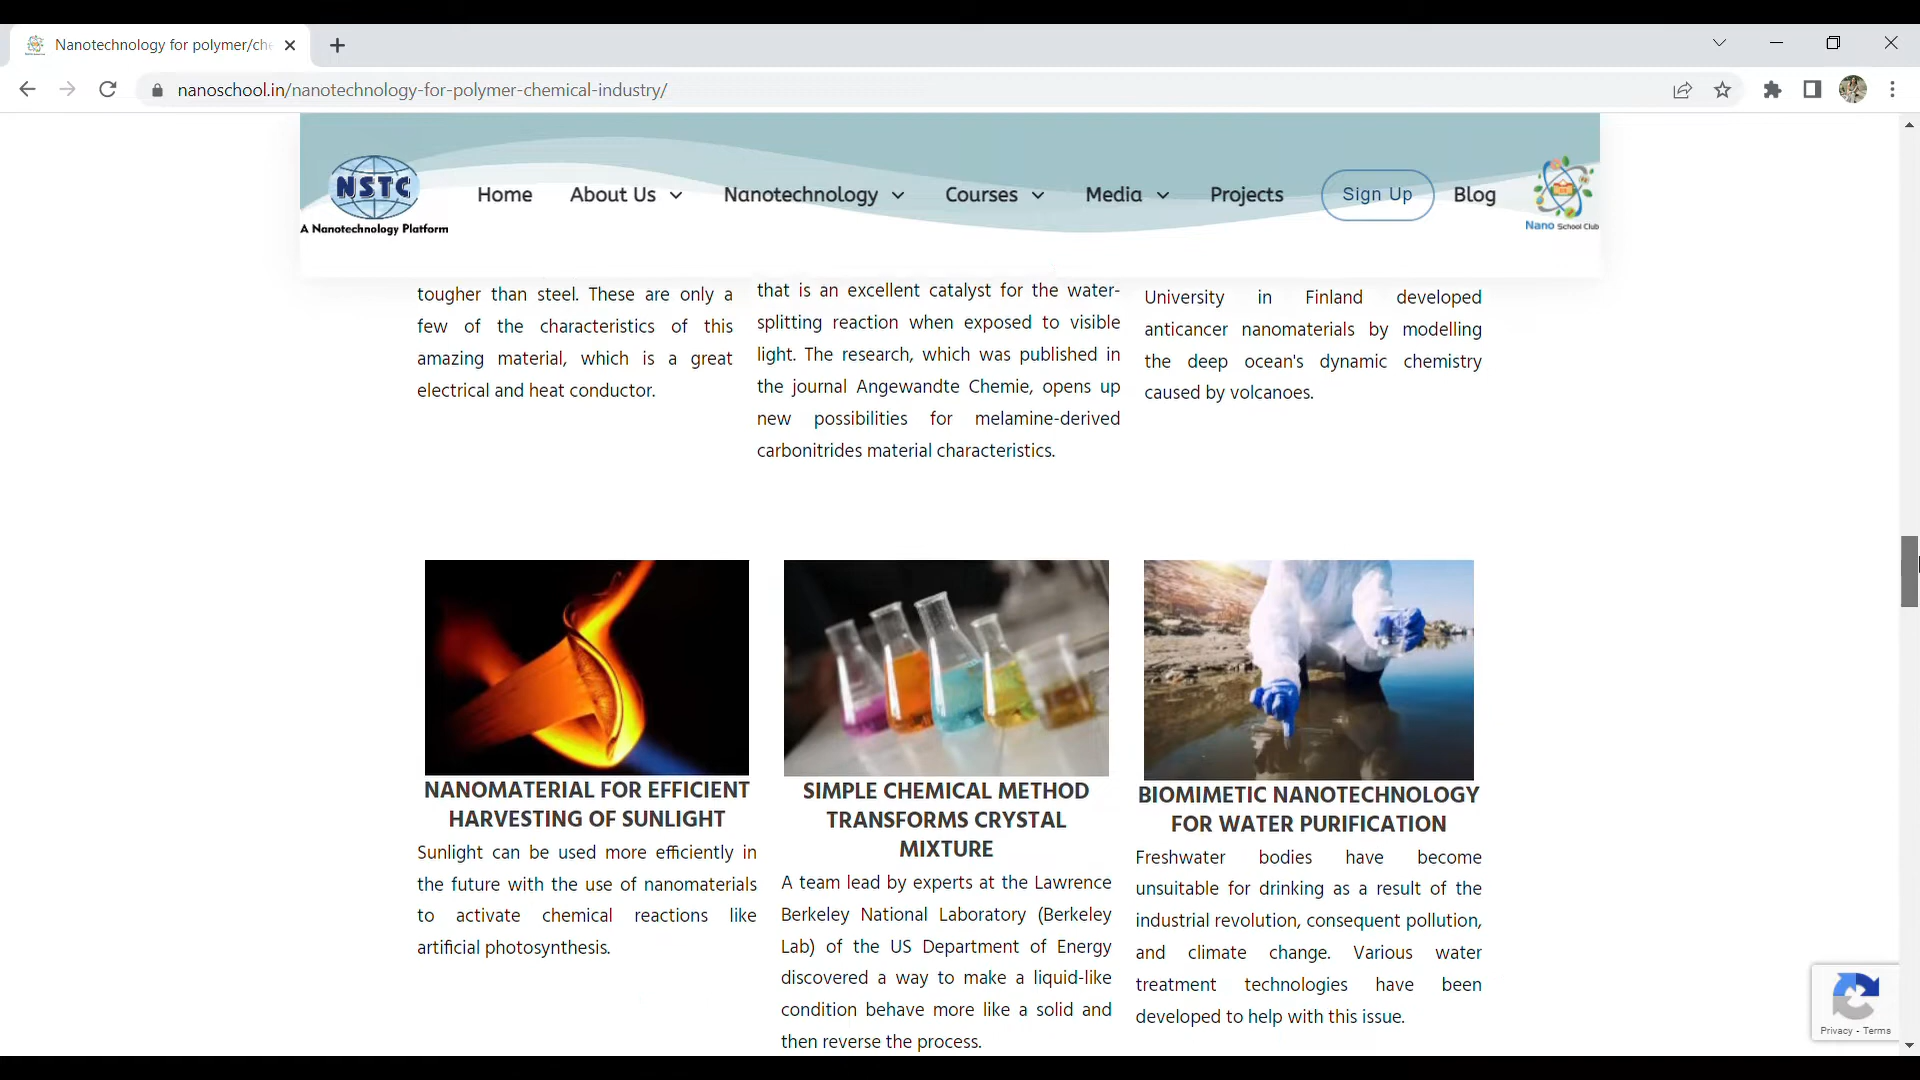 Nanotechnology for polymer/che
nanoschool.in/nanotechnology-for-polymer-chemical-industry/
NSTC
A Nanotechnology Platform
Home
About Us
Nanotechnology
Courses
Media
Projects
Sign Up
Blog
Nano School Club
tougher than steel. These are only a
few of the characteristics of this
amazing material, which is a great
electrical and heat conductor.
that is an excellent catalyst for the water-
splitting reaction when exposed to visible
light. The research, which was published in
the journal Angewandte Chemie, opens up
new possibilities for melamine-derived
carbonitrides material characteristics.
University in Finland developed
anticancer nanomaterials by modelling
the deep ocean's dynamic chemistry
caused by volcanoes.
NANOMATERIAL FOR EFFICIENT
HARVESTING OF SUNLIGHT
Sunlight can be used more efficiently in
the future with the use of nanomaterials
to activate chemical reactions like
artificial photosynthesis.
SIMPLE CHEMICAL METHOD
TRANSFORMS CRYSTAL
MIXTURE
A team lead by experts at the Lawrence
Berkeley National Laboratory (Berkeley
Lab) of the US Department of Energy
discovered a way to make a liquid-like
condition behave more like a solid and
then reverse the process.
BIOMIMETIC NANOTECHNOLOGY
FOR WATER PURIFICATION
Freshwater bodies have become
unsuitable for drinking as a result of the
industrial revolution, consequent pollution,
and climate change. Various water
treatment technologies have been
developed to help with this issue.
Privacy - Terms